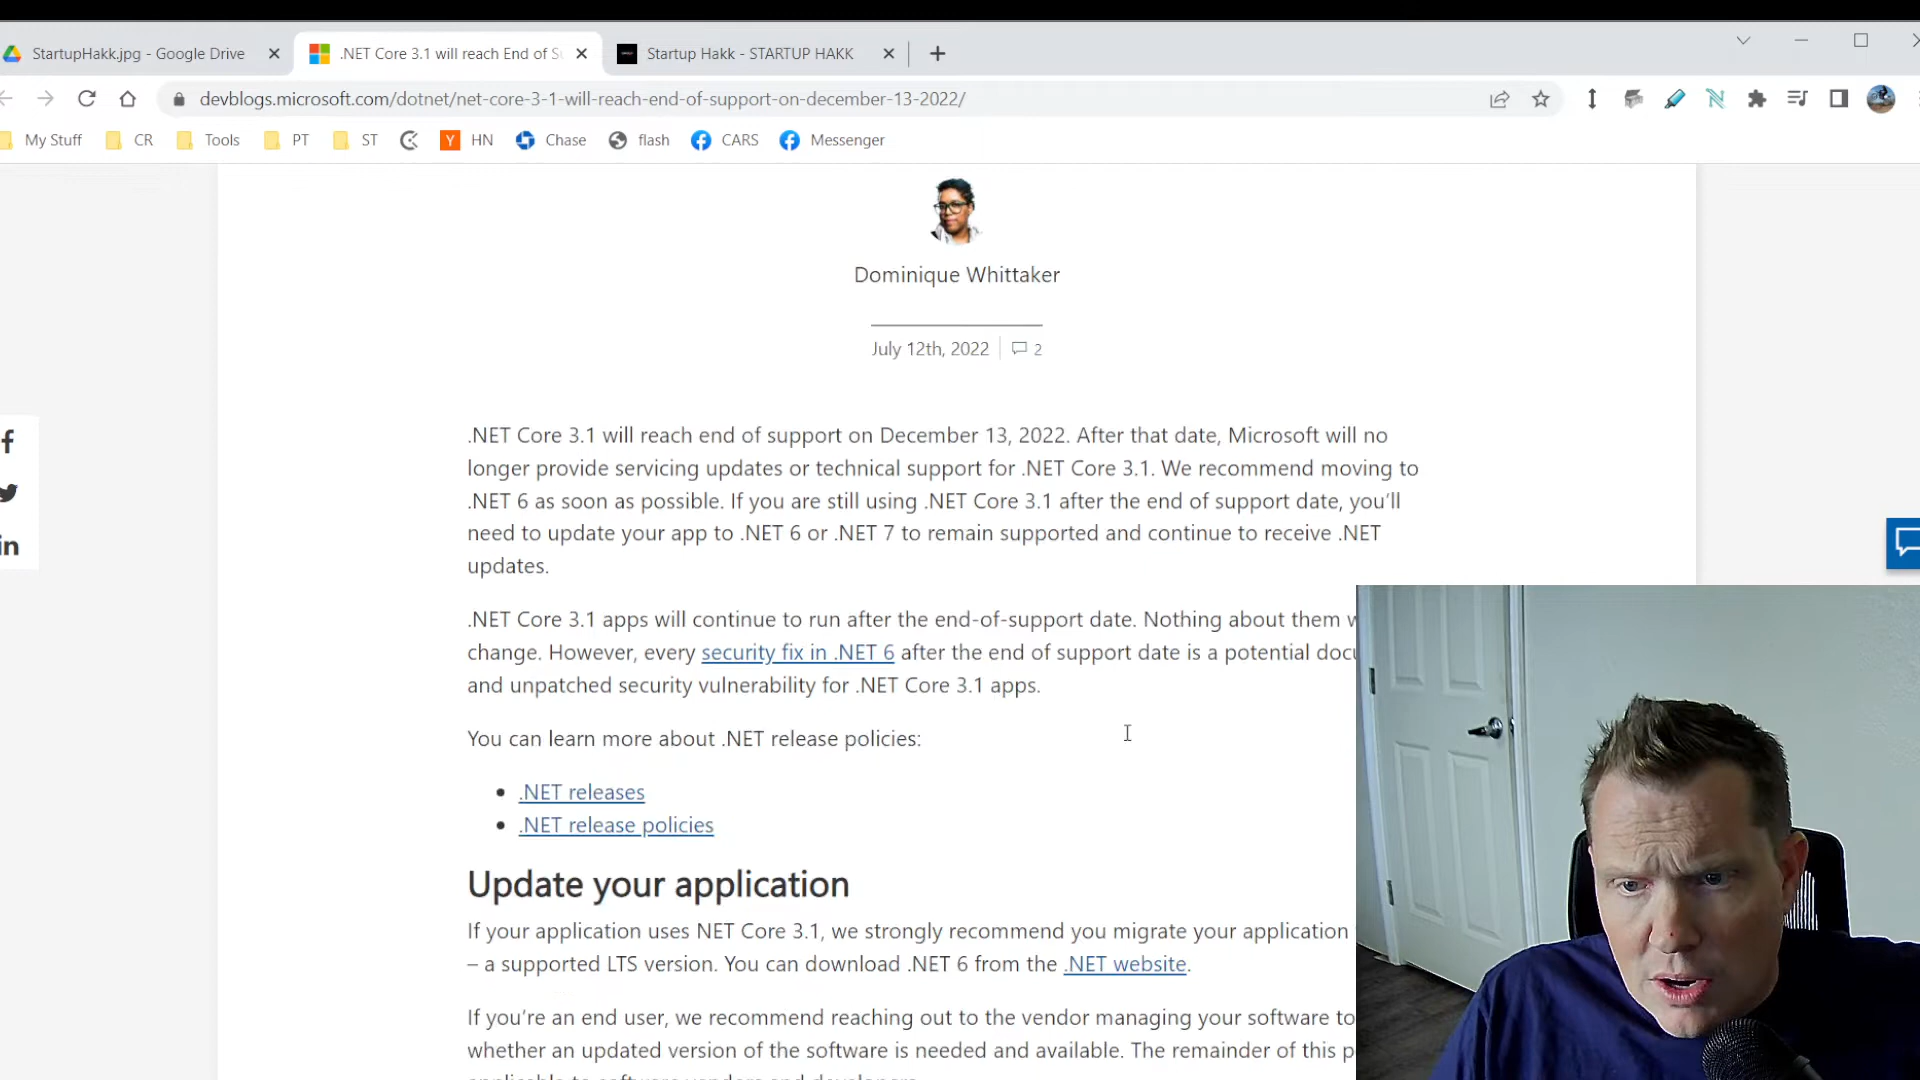 StartupHakk.jpg - Google Drive
.NET Core 3.1 will reach End of S
Startup Hakk - STARTUP HAKK
devblogs.microsoft.com/dotnet/net-core-3-1-will-reach-end-of-support-on-december-13-2022/
My Stuff
CR
Tools
PT
ST
Y
HN
Chase
flash
CARS
Messenger
Dominique Whittaker
July 12th, 2022
2
.NET Core 3.1 will reach end of support on December 13, 2022. After that date, Microsoft will no
longer provide servicing updates or technical support for .NET Core 3.1. We recommend moving to
.NET 6 as soon as possible. If you are still using .NET Core 3.1 after the end of support date, you’ll
need to update your app to .NET 6 or .NET 7 to remain supported and continue to receive .NET
updates.
.NET Core 3.1 apps will continue to run after the end-of-support date. Nothing about them w
change. However, every security fix in .NET 6 after the end of support date is a potential docu
and unpatched security vulnerability for .NET Core 3.1 apps.
You can learn more about .NET release policies:
• .NET releases
• .NET release policies
Update your application
If your application uses NET Core 3.1, we strongly recommend you migrate your application
– a supported LTS version. You can download .NET 6 from the .NET website.
If you’re an end user, we recommend reaching out to the vendor managing your software to
whether an updated version of the software is needed and available. The remainder of this p